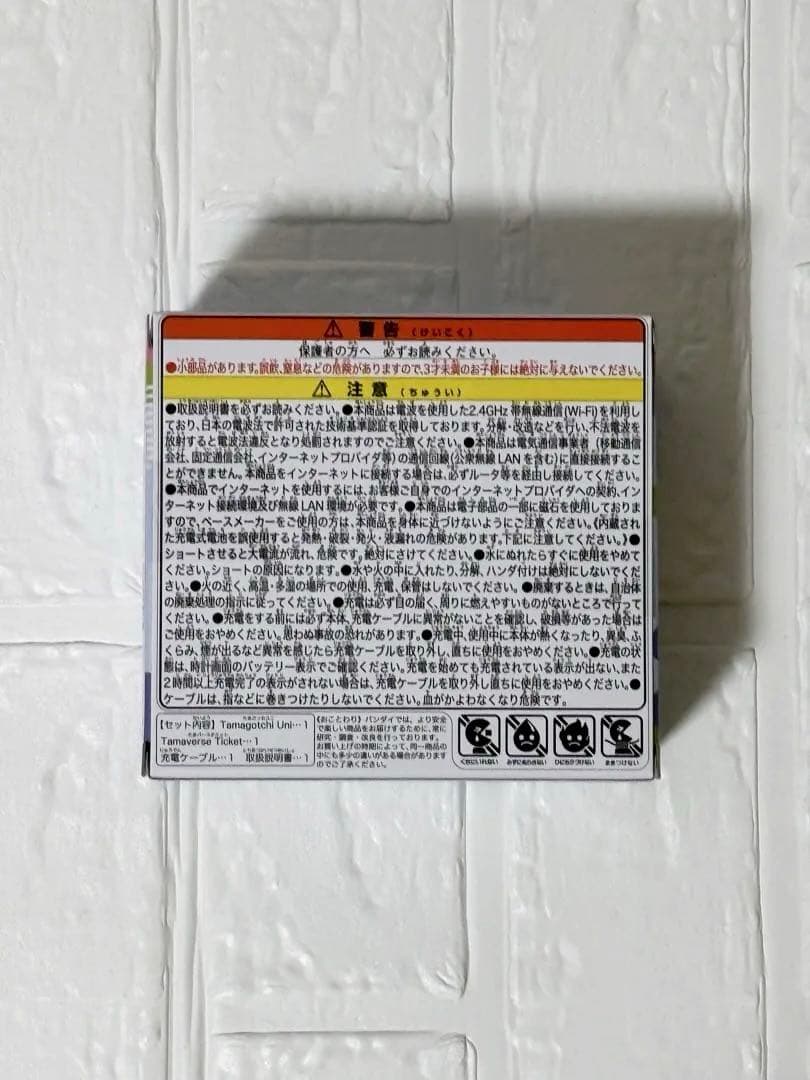 ⚠ 警告 (けいこく)
保護者の方へ 必ずお読みください。
●小部品があります。誤飲、窒息などの危険がありますので、3才未満のお子様には絶対に与えないでください。
⚠ 注意 (ちゅうい)
●取扱説明書を必ずお読みください。●本商品は電波を使用した2.4GHz 帯無線通信(Wi-Fi)を利用し
ており、日本の電波法で許可された技術基準認証を取得しております。分解・改造などを行い、不法電波を
放射すると電波法違反となり処罰されますのでご注意ください。●本商品は電気通信事業者 (移動通信
会社、固定通信会社、インターネットプロバイダ等)の通信回線(公衆無線LANを含む)に直接接続するこ
とができません。本商品をインターネットに接続する場合は、必ずルータ等を経由し接続してください。
●本商品でインターネットを使用するには、お客様ご自身でのインターネットプロバイダへの契約、インター
ネット接続環境及び無線 LAN 環境が必要です。●本商品は電子部品の一部に磁石を使用しておりま
すので、ペースメーカーをご使用の方は、本商品を身体に近づけないようにご注意ください。《内蔵され
た充電式電池を誤使用すると発熱・破裂・発火・液漏れの危険があります。下記に注意してください。》●
ショートさせると大電流が流れ、危険です。絶対にさけてください。●水にぬれたらすぐに使用をやめて
ください。ショートの原因になります。●水や火の中に入れたり、分解、ハンダ付けは絶対にしないでくだ
さい。●火の近く、高温・多湿の場所での使用、充電、保管はしないでください。●廃棄するときは、自治体
の廃棄処理の指示に従ってください。●充電は必ず目の届く、周りに燃えやすいものがないところで行って
ください。●充電をする前には必ず本体、充電ケーブルに異常がないことを確認し、破損等があった場合は
ご使用をおやめください。思わぬ事故の恐れがあります。●充電中、使用中に本体が熱くなったり、異臭、ふ
くらみ、煙が出るなど異常を感じたら充電ケーブルを取り外し、直ちに使用をおやめください。●充電の状
態は、時計画面のバッテリー表示でご確認ください。充電を始めても充電されている表示が出ない、また
2時間以上充電完了の表示がされない場合は、充電ケーブルを取り外し直ちに使用をおやめください。●
ケーブルは、指などに巻きつけたりしないでください。血がかよわなくなり危険です。
【セット内容】Tamagotchi Uni…1
Tamaverse Ticket…1
充電ケーブル…1 取扱説明書…1
《おことわり》バンダイでは、より安全
で楽しい商品をお届けするために、常に
研究・調査・改良を行っております。
お買い上げの時期によって、同一商品の
中にも多少の違いがある場合があります
のでご了承ください。
くちにいれない みずにぬらさない ひにちかづけない まきつけない